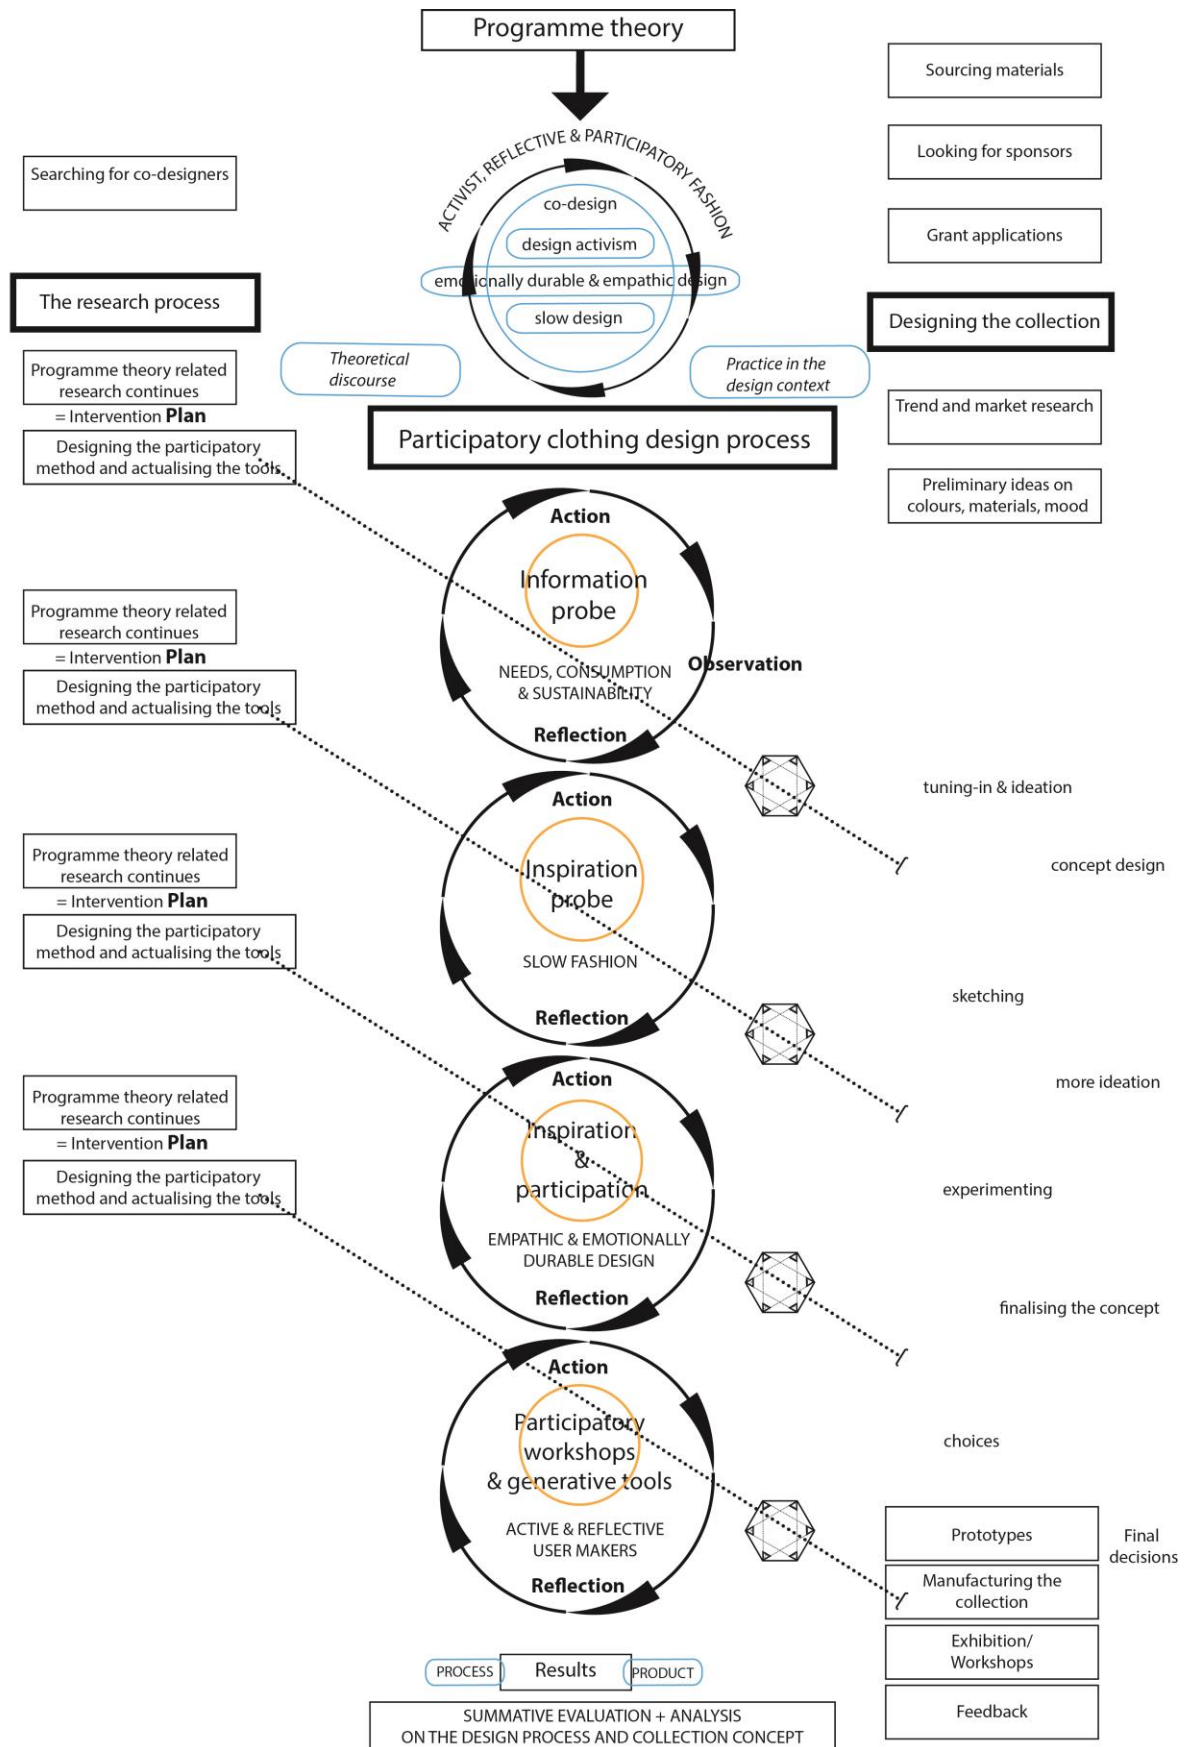 Programme theory
ACTIVIST, REFLECTIVE & PARTICIPATORY FASHION
co-design
design activism
emotionally durable & empathic design
slow design
Theoretical
discourse
Practice in the
design context
Searching for co-designers
The research process
Programme theory related
research continues
= Intervention Plan
Designing the participatory
method and actualising the tools
Programme theory related
research continues
= Intervention Plan
Designing the participatory
method and actualising the tools
Programme theory related
research continues
= Intervention Plan
Designing the participatory
method and actualising the tools
Programme theory related
research continues
= Intervention Plan
Designing the participatory
method and actualising the tools
Participatory clothing design process
Action
Information
probe
Observation
NEEDS, CONSUMPTION
& SUSTAINABILITY
Reflection
Action
Inspiration
probe
SLOW FASHION
Reflection
Action
Inspiration
&
participation
EMPATHIC & EMOTIONALLY
DURABLE DESIGN
Reflection
Action
Participatory
workshops
& generative tools
ACTIVE & REFLECTIVE
USER MAKERS
Reflection
PROCESS
Results
PRODUCT
SUMMATIVE EVALUATION + ANALYSIS
ON THE DESIGN PROCESS AND COLLECTION CONCEPT
Sourcing materials
Looking for sponsors
Grant applications
Designing the collection
Trend and market research
Preliminary ideas on
colours, materials, mood
tuning-in & ideation
concept design
sketching
more ideation
experimenting
finalising the concept
choices
Prototypes
Final
decisions
Manufacturing the
collection
Exhibition/
Workshops
Feedback